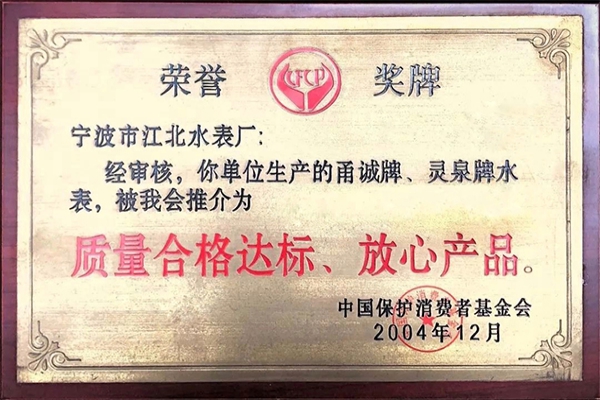 荣誉 CFCP 奖牌
宁波市江北水表厂:
经审核，你单位生产的甬诚牌、灵泉牌水
表，被我会推介为
质量合格达标、放心产品。
中国保护消费者基金会
2004年12月